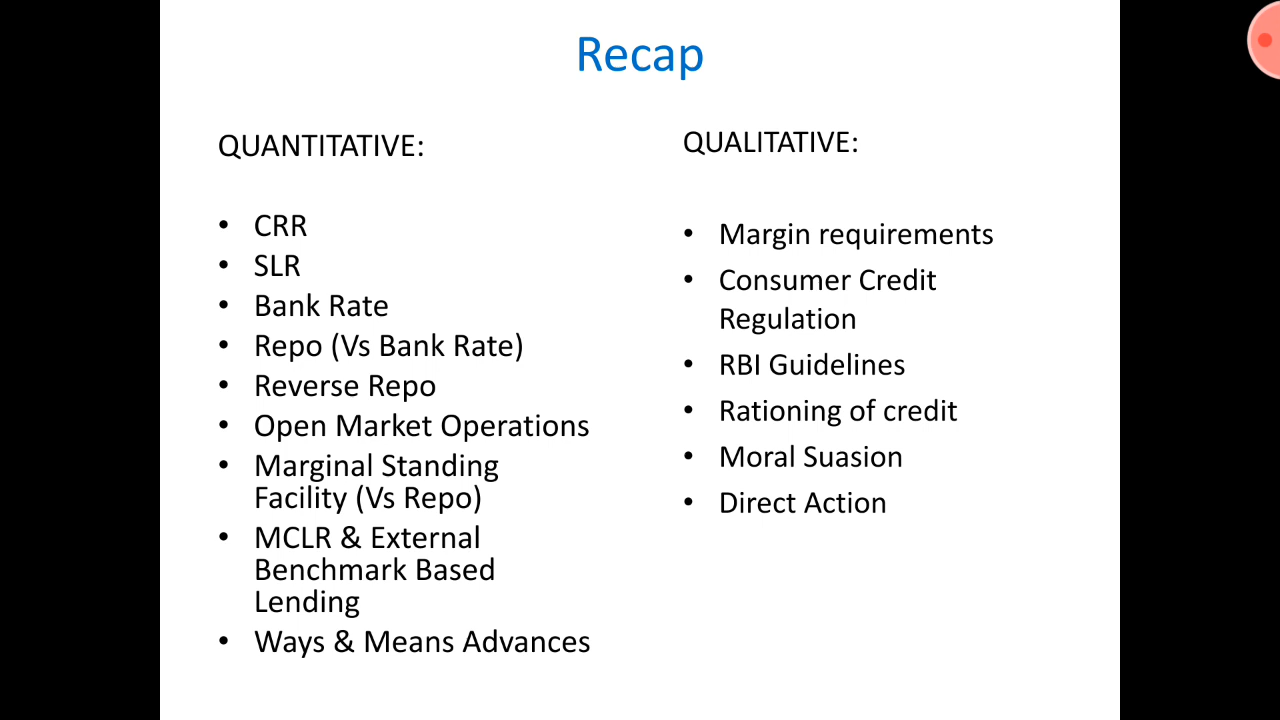 Recap
QUANTITATIVE:
• CRR
• SLR
• Bank Rate
• Repo (Vs Bank Rate)
• Reverse Repo
• Open Market Operations
• Marginal Standing
Facility (Vs Repo)
• MCLR & External
Benchmark Based
Lending
• Ways & Means Advances
QUALITATIVE:
• Margin requirements
• Consumer Credit
Regulation
• RBI Guidelines
• Rationing of credit
• Moral Suasion
• Direct Action